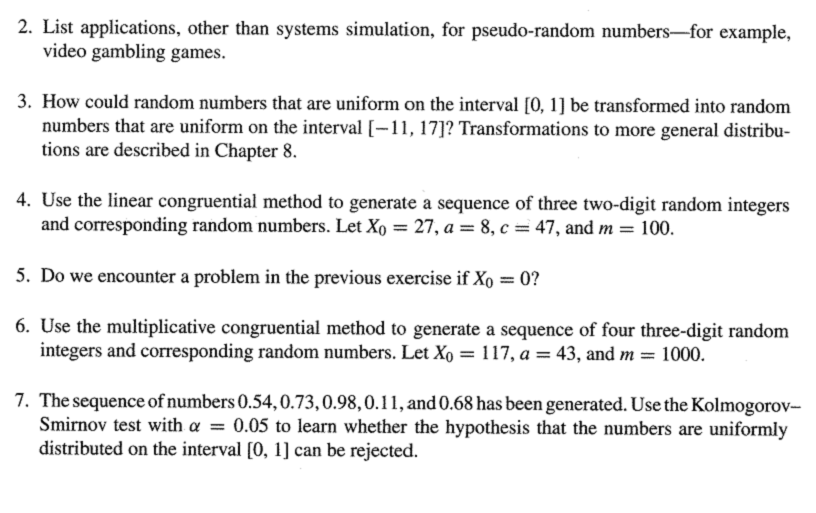 2. List applications, other than systems simulation, for pseudo-random numbers—for example,
video gambling games.
3. How could random numbers that are uniform on the interval [0, 1] be transformed into random
numbers that are uniform on the interval [−11, 17]? Transformations to more general distribu-
tions are described in Chapter 8.
4. Use the linear congruential method to generate a sequence of three two-digit random integers
and corresponding random numbers. Let X₀ = 27, a = 8, c = 47, and m = 100.
5. Do we encounter a problem in the previous exercise if X₀ = 0?
6. Use the multiplicative congruential method to generate a sequence of four three-digit random
integers and corresponding random numbers. Let X₀ = 117, a = 43, and m = 1000.
7. The sequence of numbers 0.54, 0.73, 0.98, 0.11, and 0.68 has been generated. Use the Kolmogorov–
Smirnov test with α = 0.05 to learn whether the hypothesis that the numbers are uniformly
distributed on the interval [0, 1] can be rejected.